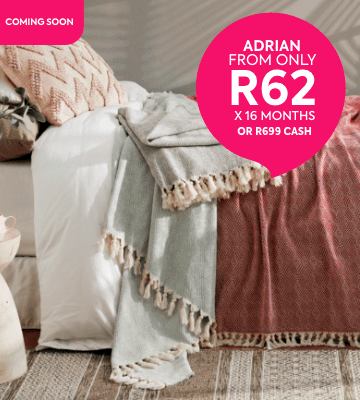 COMING SOON
ADRIAN
FROM ONLY
R62
X 16 MONTHS
OR R699 CASH